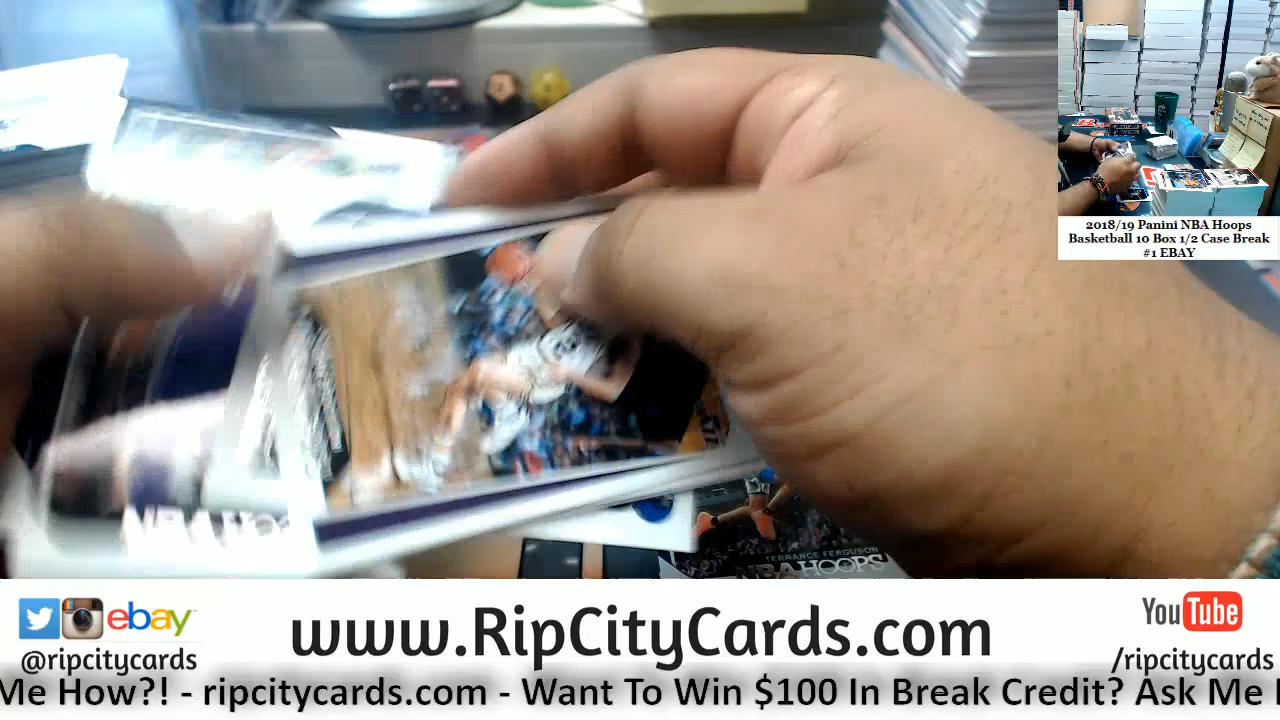 2018/19 Panini NBA Hoops
Basketball 10 Box 1/2 Case Break
#1 EBAY
TERRANCE FERGUSON
NBA HOOPS
NBA HOOPS
ebay
www.RipCityCards.com
YouTube
@ripcitycards
/ripcitycards
Me How?! - ripcitycards.com - Want To Win $100 In Break Credit? Ask Me